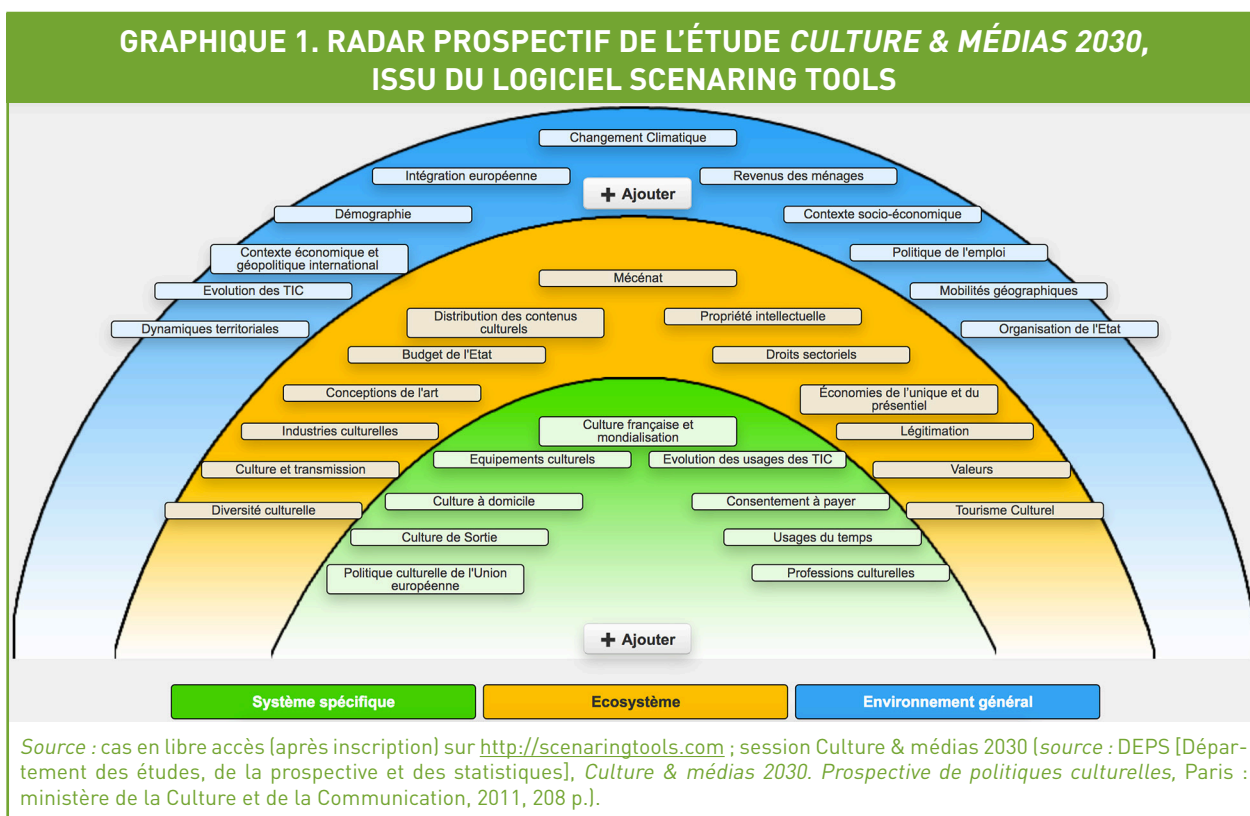 GRAPHIQUE 1. RADAR PROSPECTIF DE L'ÉTUDE CULTURE & MÉDIAS 2030,
ISSU DU LOGICIEL SCENARING TOOLS
Changement Climatique
Intégration européenne
Revenus des ménages
+ Ajouter
Démographie
Contexte socio-économique
Contexte économique et
géopolitique international
Politique de l'emploi
Evolution des TIC
Mobilités géographiques
Dynamiques territoriales
Organisation de l'Etat
Mécénat
Distribution des contenus
culturels
Propriété intellectuelle
Budget de l'Etat
Droits sectoriels
Conceptions de l'art
Économies de l'unique et du
présentiel
Industries culturelles
Légitimation
Culture et transmission
Valeurs
Diversité culturelle
Tourisme Culturel
Culture française et
mondialisation
Equipements culturels
Evolution des usages des TIC
Culture à domicile
Consentement à payer
Culture de Sortie
Usages du temps
Politique culturelle de l'Union
européenne
Professions culturelles
+ Ajouter
Système spécifique
Ecosystème
Environnement général
Source : cas en libre accès (après inscription) sur http://scenaringtools.com ; session Culture & médias 2030 (source : DEPS [Dépar-
tement des études, de la prospective et des statistiques], Culture & médias 2030. Prospective de politiques culturelles, Paris :
ministère de la Culture et de la Communication, 2011, 208 p.).